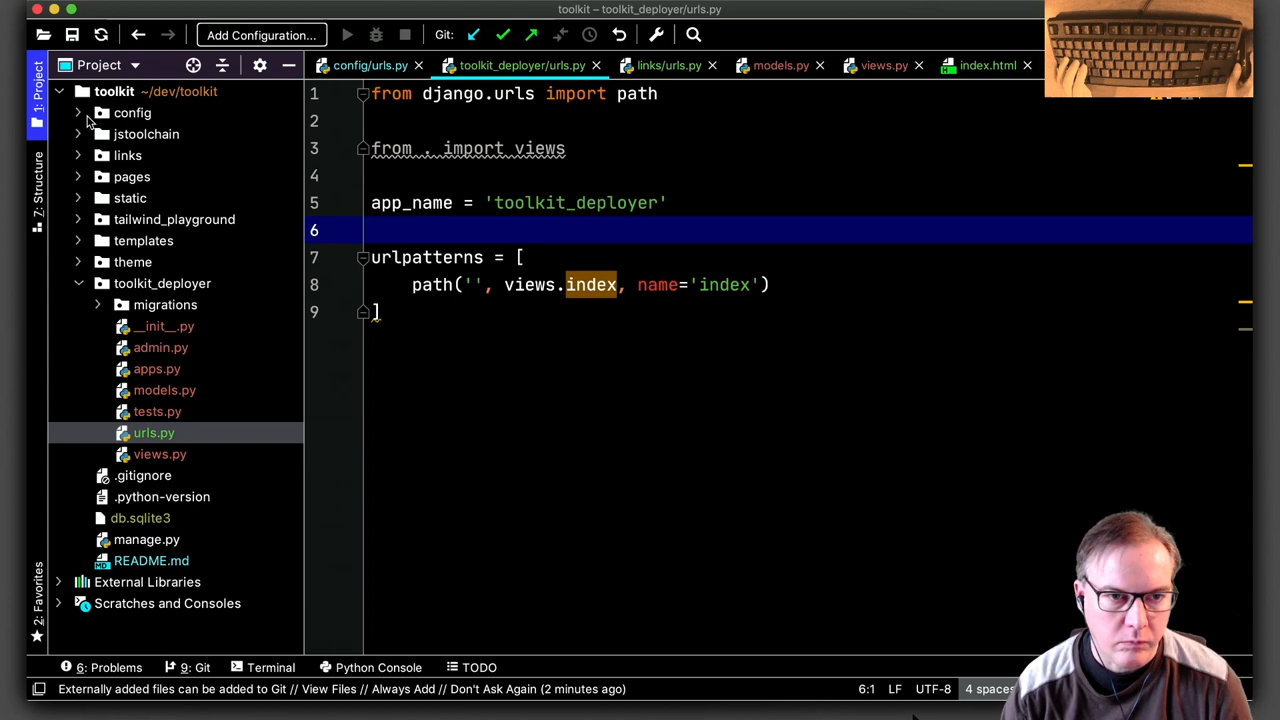 toolkit – toolkit_deployer/urls.py
Add Configuration...
Git:
1: Project
Z: Structure
2: Favorites
Project
config/urls.py
toolkit_deployer/urls.py
links/urls.py
models.py
views.py
index.html
toolkit ~/dev/toolkit
config
jstoolchain
links
pages
static
tailwind_playground
templates
theme
toolkit_deployer
migrations
__init__.py
admin.py
apps.py
models.py
tests.py
urls.py
views.py
.gitignore
.python-version
db.sqlite3
manage.py
README.md
External Libraries
Scratches and Consoles
1 from django.urls import path
2
3 from . import views
4
5 app_name = 'toolkit_deployer'
6
7 urlpatterns = [
8 path('', views.index, name='index')
9 ]
6: Problems
9: Git
Terminal
Python Console
TODO
Externally added files can be added to Git // View Files // Always Add // Don't Ask Again (2 minutes ago)
6:1 LF UTF-8 4 spaces